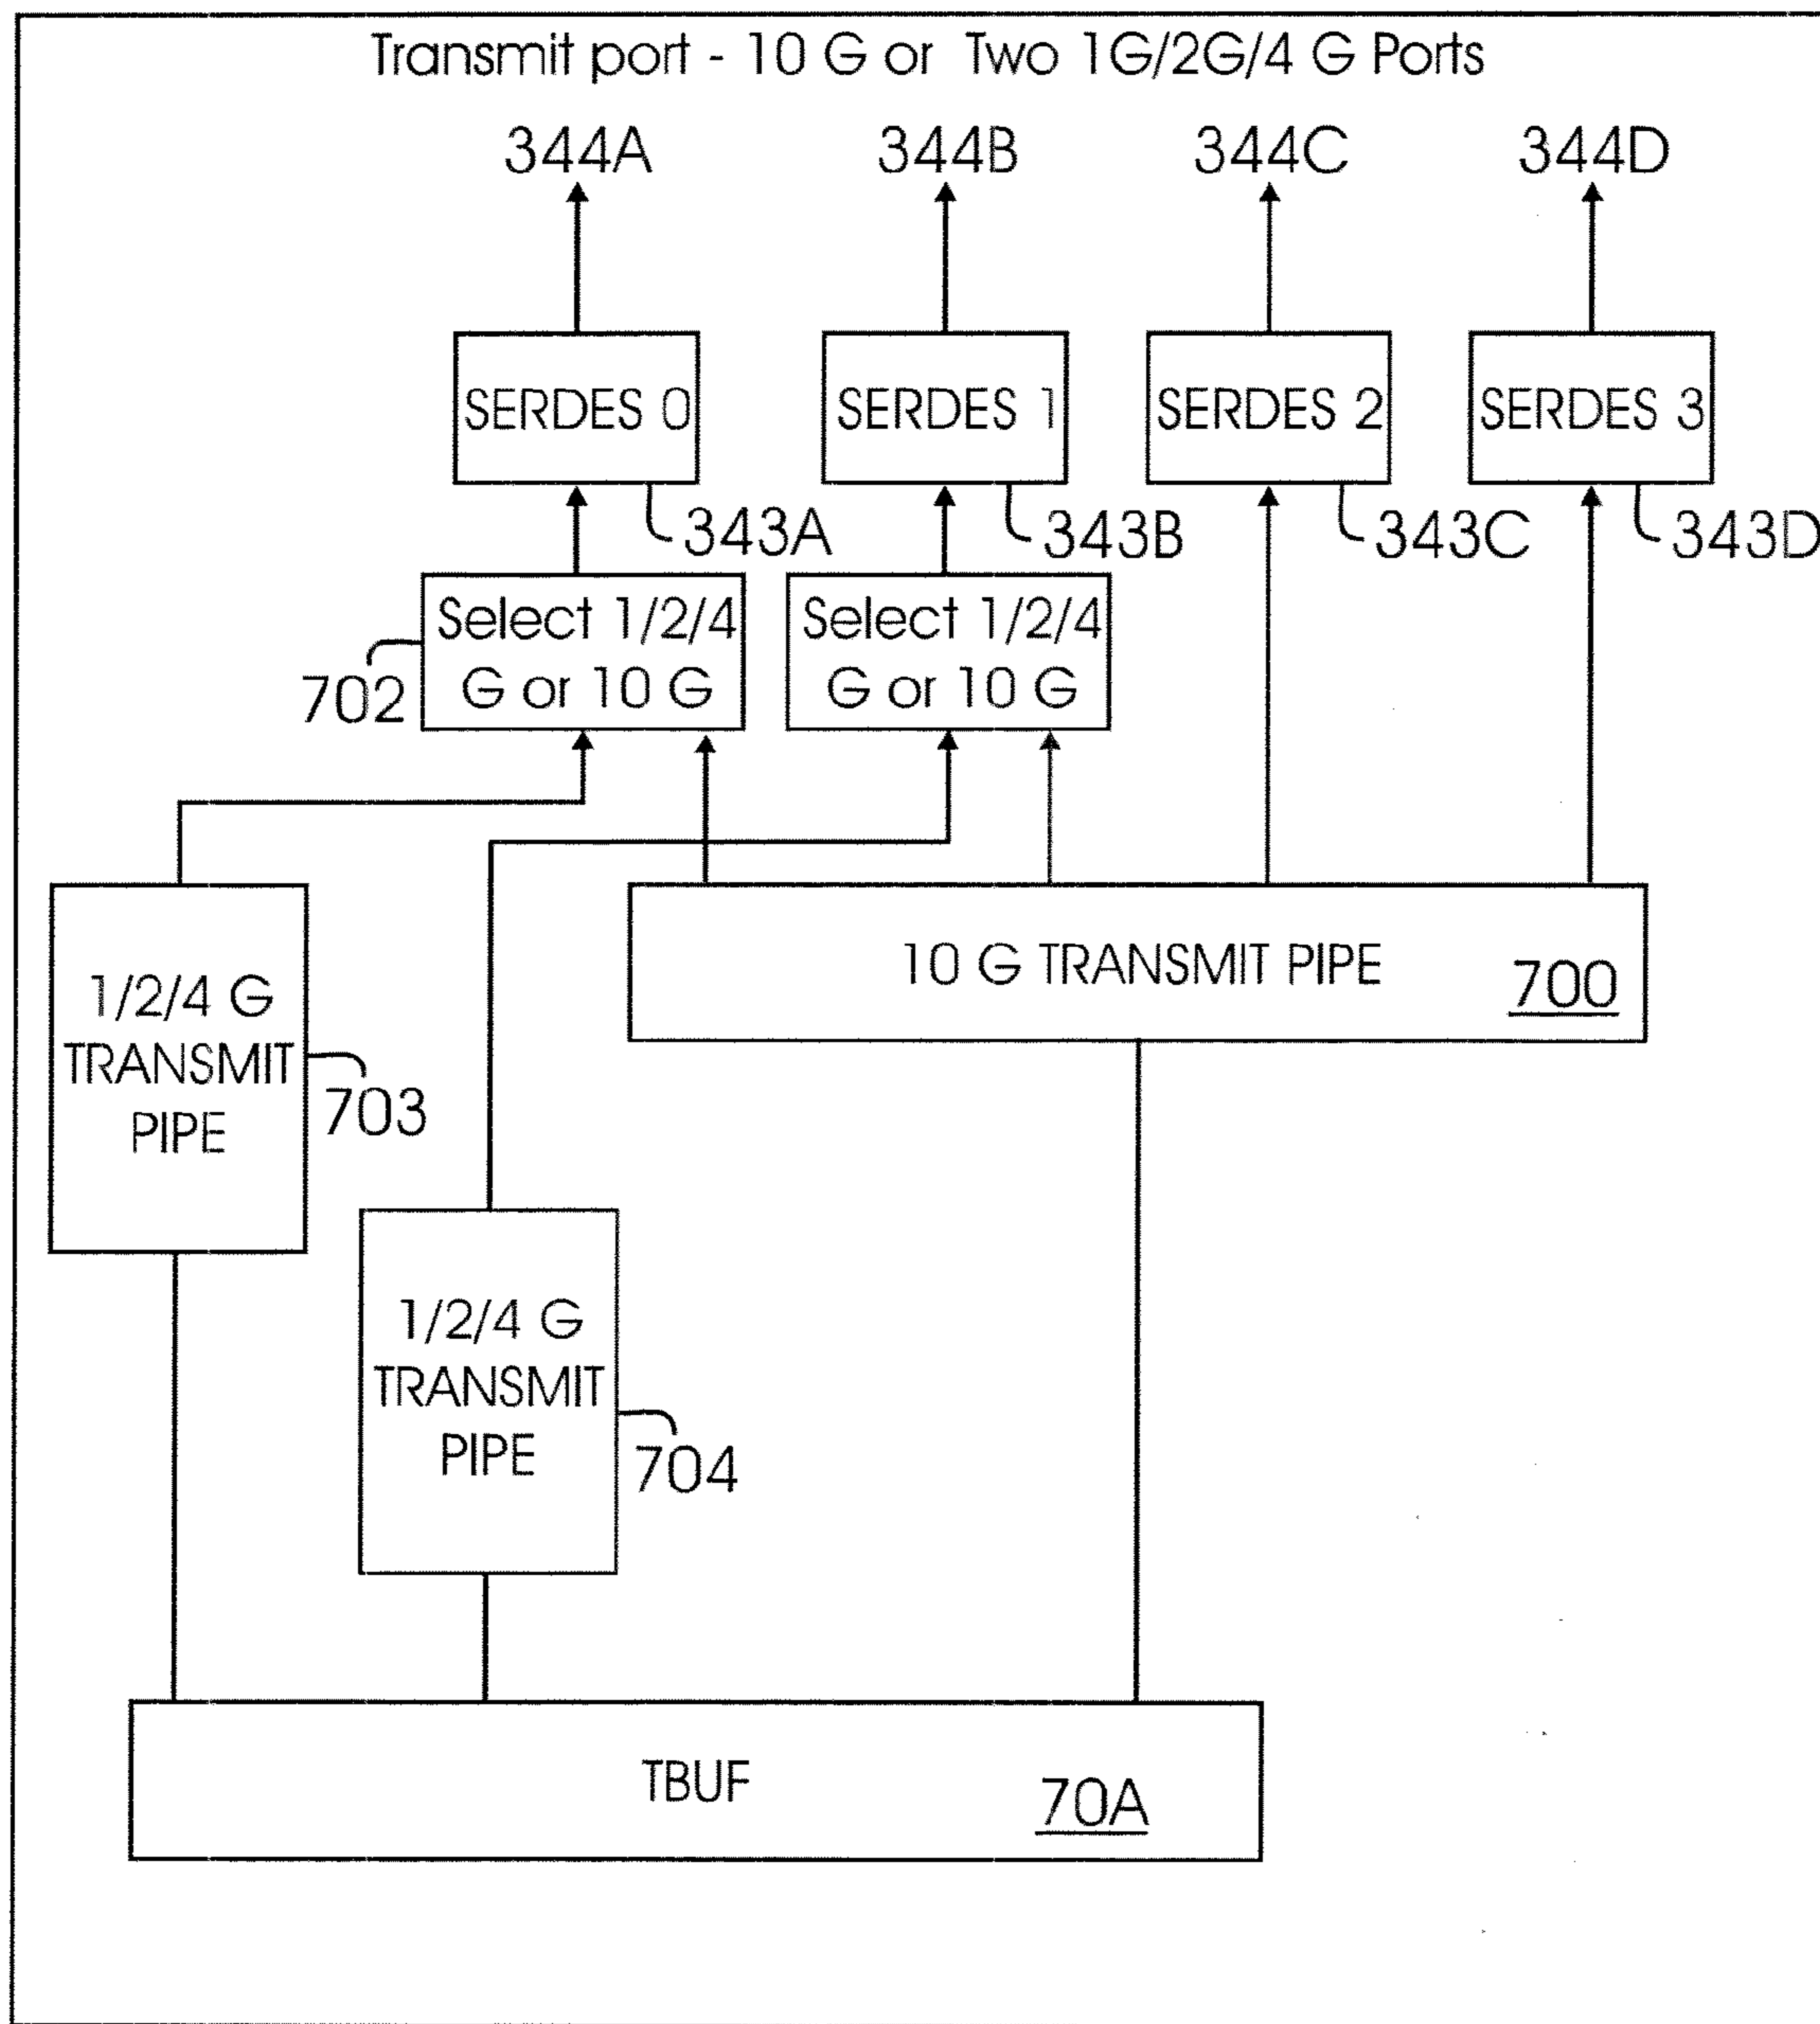 Transmit port - 10 G or Two 1G/2G/4 G Ports
344A
344B
344C
344D
SERDES 0
SERDES 1
SERDES 2
SERDES 3
343A
343B
343C
343D
Select 1/2/4
G or 10 G
Select 1/2/4
G or 10 G
702
10 G TRANSMIT PIPE
700
1/2/4 G
TRANSMIT
PIPE
703
1/2/4 G
TRANSMIT
PIPE
704
TBUF
70A